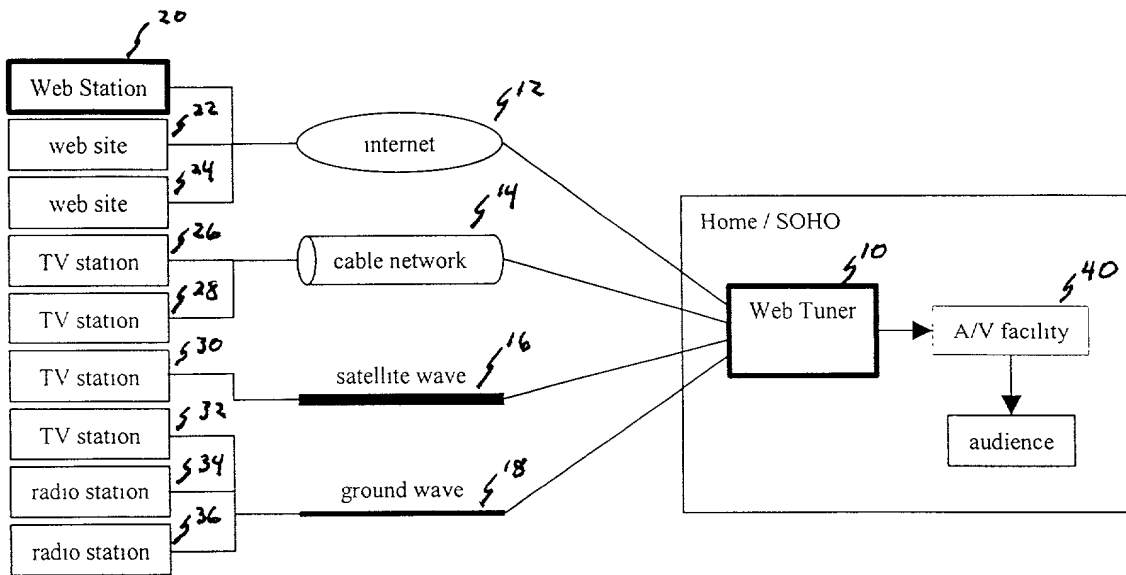 20
Web Station
22
web site
24
web site
26
TV station
28
TV station
30
TV station
32
TV station
34
radio station
36
radio station
12
internet
14
cable network
16
satellite wave
18
ground wave
Home / SOHO
10
Web Tuner
40
A/V facility
audience